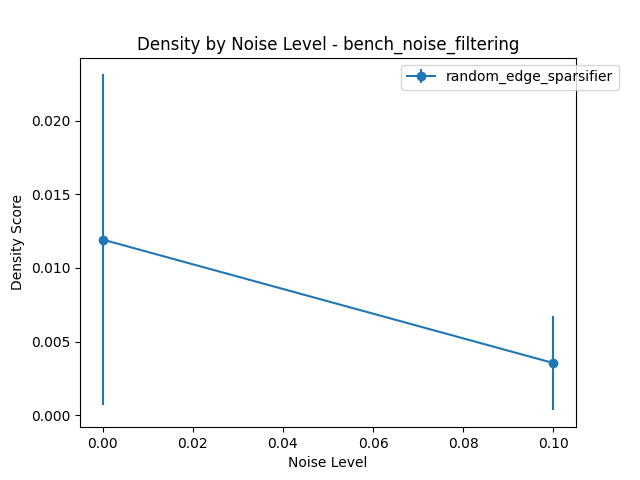 Density by Noise Level - bench_noise_filtering
random_edge_sparsifier
Density Score
0.020
0.015
0.010
0.005
0.000
0.00 0.02 0.04 0.06 0.08 0.10
Noise Level